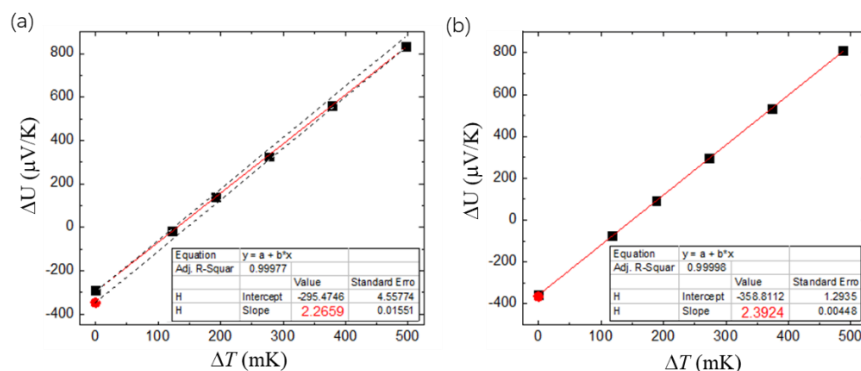 (a)
(b)
800
600
400
200
0
-200
-400
ΔU (μV/K)
Equation y = a + b*x
Adj. R-Squar 0.99977
Value Standard Erro
H Intercept -295.4746 4.55774
H Slope 2.2659 0.01551
0 100 200 300 400 500
ΔT (mK)
800
600
400
200
0
-200
-400
ΔU (μV/K)
Equation y = a + b*x
Adj. R-Squar 0.99998
Value Standard Erro
H Intercept -358.8112 1.2935
H Slope 2.3924 0.00448
0 100 200 300 400 500
ΔT (mK)